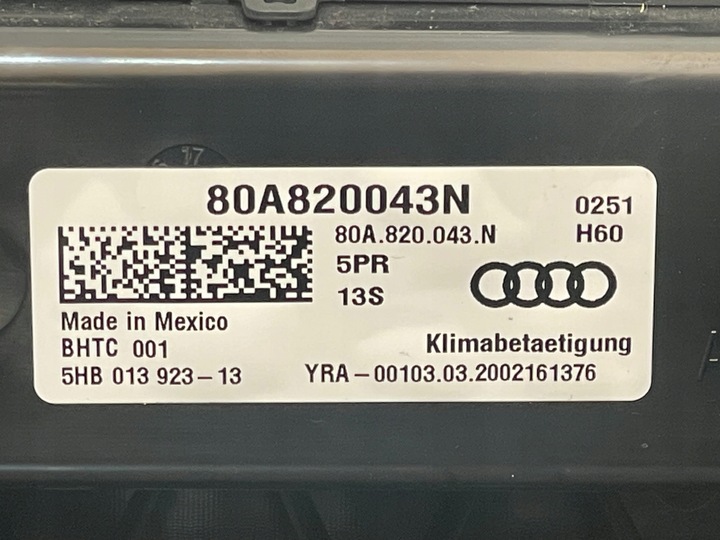 17
80A820043N
0251
80A.820.043.N
H60
5PR
13S
Made in Mexico
BHTC 001
Klimabetaetigung
5HB 013 923-13
YRA-00103.03.2002161376